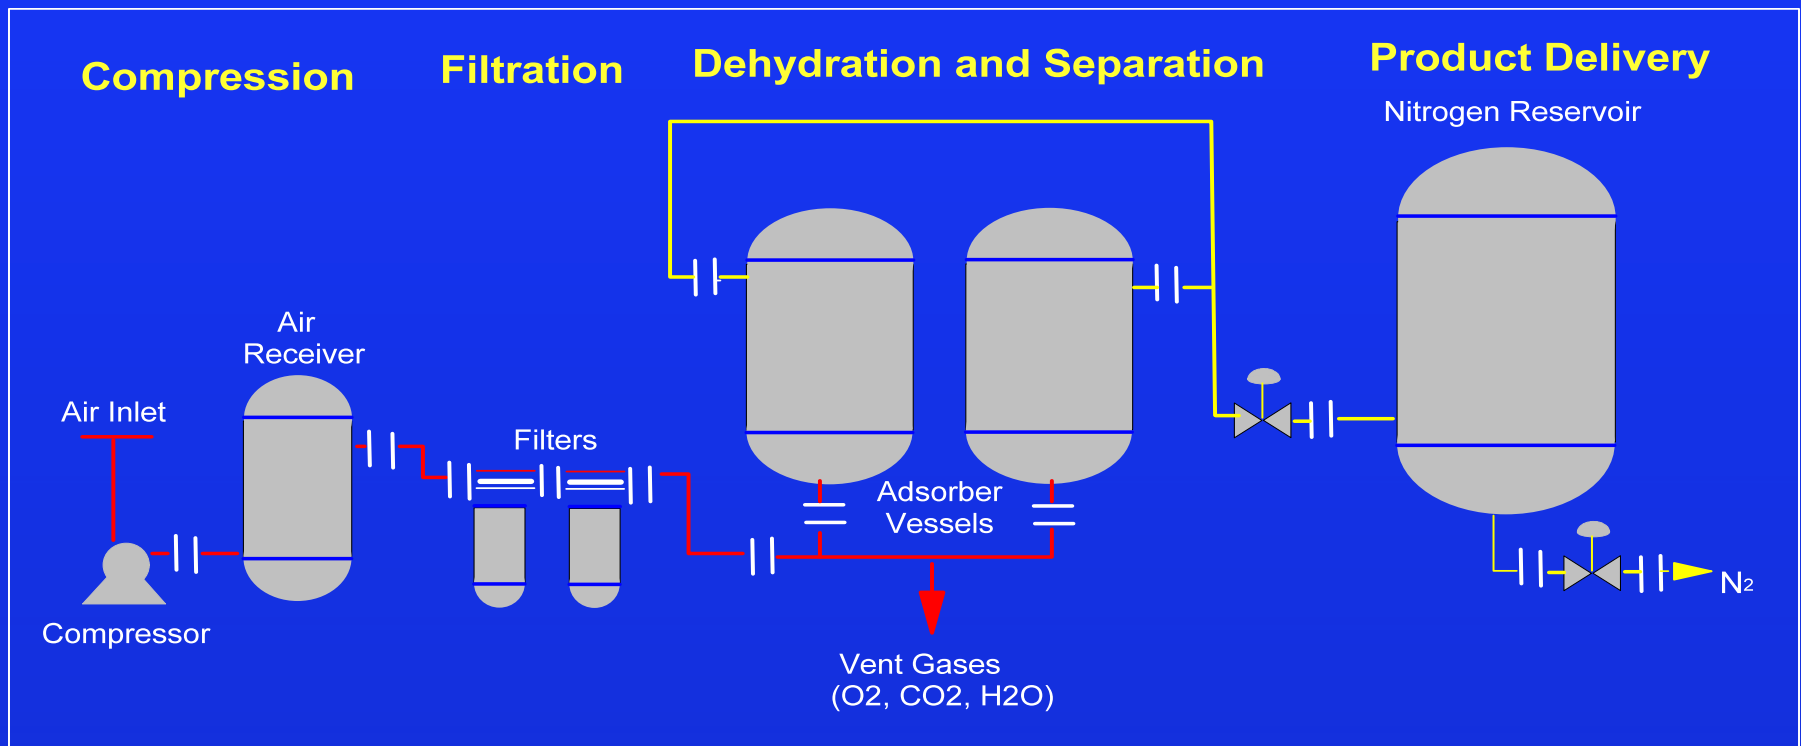 Compression
Filtration
Dehydration and Separation
Product Delivery
Nitrogen Reservoir
Air
Receiver
Air Inlet
Filters
Adsorber
Vessels
N2
Compressor
Vent Gases
(O2, CO2, H2O)